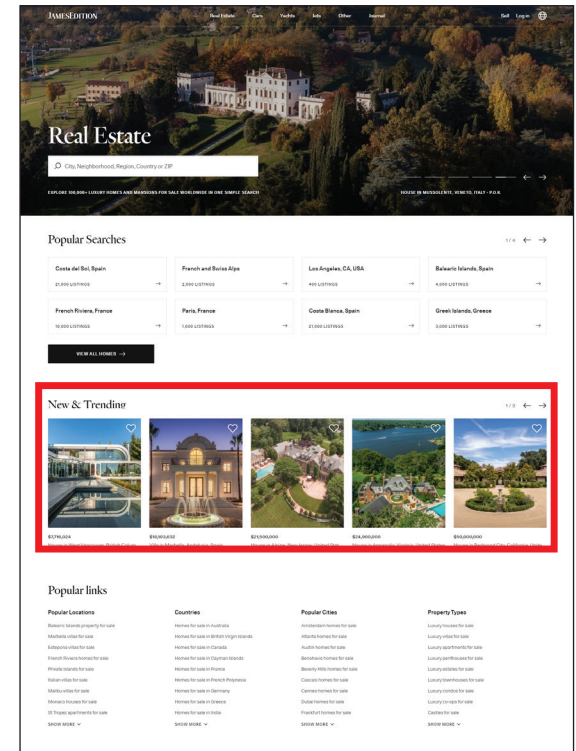 JAMESEDITION
Real Estate Cars Yachts Jets Other Journal
Sell Log in
Real Estate
City, Neighborhood, Region, Country or ZIP
EXPLORE 100,000+ LUXURY HOMES AND MANSIONS FOR SALE WORLDWIDE IN ONE SIMPLE SEARCH
HOUSE IN MUSSOLENTE, VENETO, ITALY - P.O.R.
Popular Searches
1 / 4
Costa del Sol, Spain
21,000 LISTINGS
French and Swiss Alps
2,000 LISTINGS
Los Angeles, CA, USA
400 LISTINGS
Balearic Islands, Spain
4,000 LISTINGS
French Riviera, France
10,000 LISTINGS
Paris, France
1,000 LISTINGS
Costa Blanca, Spain
21,000 LISTINGS
Greek Islands, Greece
3,000 LISTINGS
VIEW ALL HOMES
New & Trending
$21,500,000
$24,000,000
$50,000,000
Popular links
Popular Locations
Balearic Islands property for sale
Marbella villas for sale
Estepona villas for sale
French Riviera homes for sale
Private islands for sale
Italian villas for sale
Malibu villas for sale
Monaco houses for sale
St Tropez apartments for sale
SHOW MORE
Countries
Homes for sale in Australia
Homes for sale in British Virgin Islands
Homes for sale in Canada
Homes for sale in Cayman Islands
Homes for sale in France
Homes for sale in French Polynesia
Homes for sale in Germany
Homes for sale in Greece
Homes for sale in India
SHOW MORE
Popular Cities
Amsterdam homes for sale
Atlanta homes for sale
Austin homes for sale
Benahavis homes for sale
Beverly Hills homes for sale
Cascais homes for sale
Cannes homes for sale
Dubai homes for sale
Frankfurt homes for sale
SHOW MORE
Property Types
Luxury houses for sale
Luxury villas for sale
Luxury apartments for sale
Luxury penthouses for sale
Luxury estates for sale
Luxury townhouses for sale
Luxury condos for sale
Luxury co-ops for sale
Castles for sale
SHOW MORE